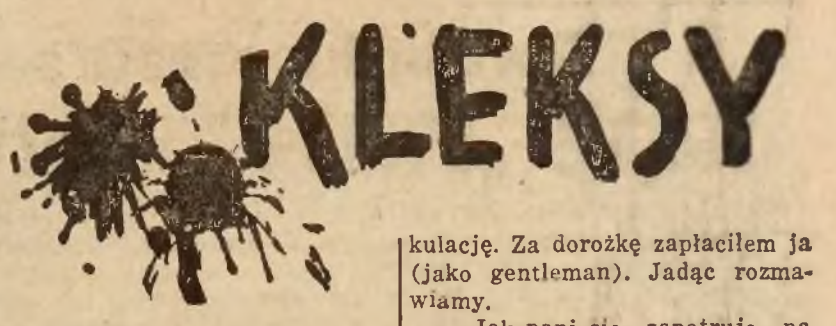 KLEKSY
kulację. Za dorożkę zapłaciłem ja
(jako gentleman). Jadąc rozma-
wiamy.